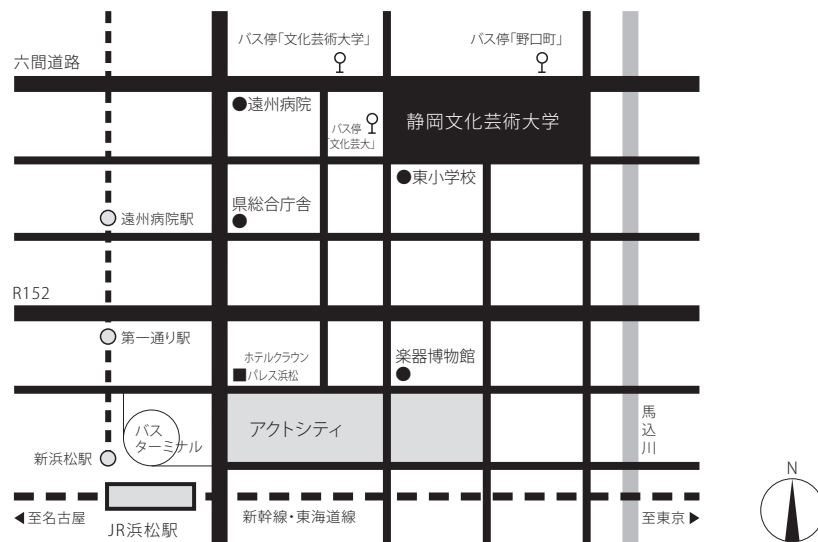 バス停「文化芸術大学」
バス停「野口町」
六間道路
遠州病院
バス停
「文化芸大」
静岡文化芸術大学
東小学校
県総合庁舎
遠州病院駅
R152
第一通り駅
ホテルクラウン
パレス浜松
楽器博物館
バス
ターミナル
アクトシティ
馬込川
新浜松駅
N
至名古屋
JR浜松駅
新幹線・東海道線
至東京